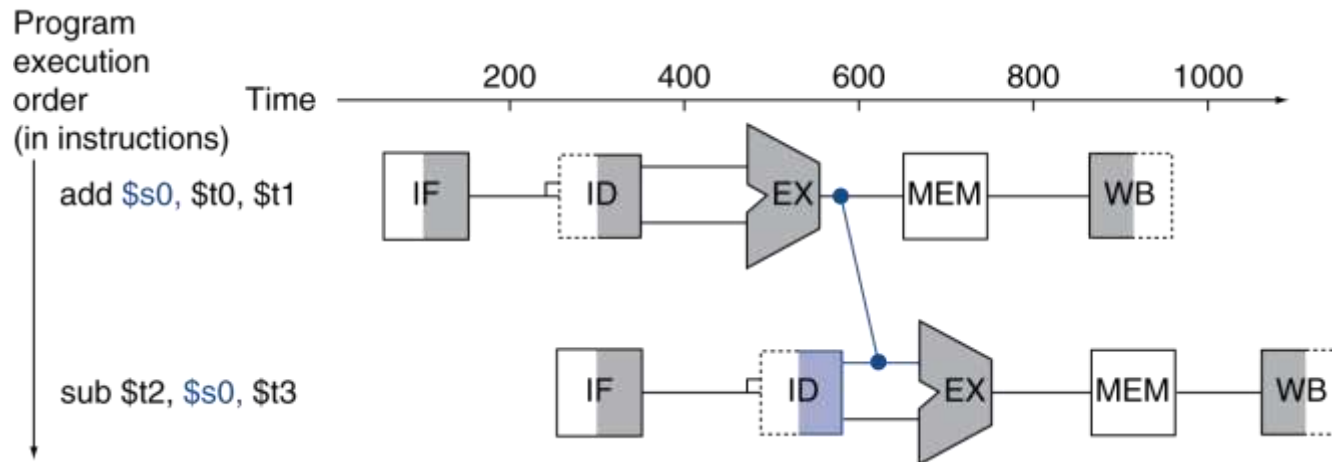 Program
execution
order
(in instructions)
Time
200 400 600 800 1000
add $s0, $t0, $t1
IF ID EX MEM WB
sub $t2, $s0, $t3
IF ID EX MEM WB